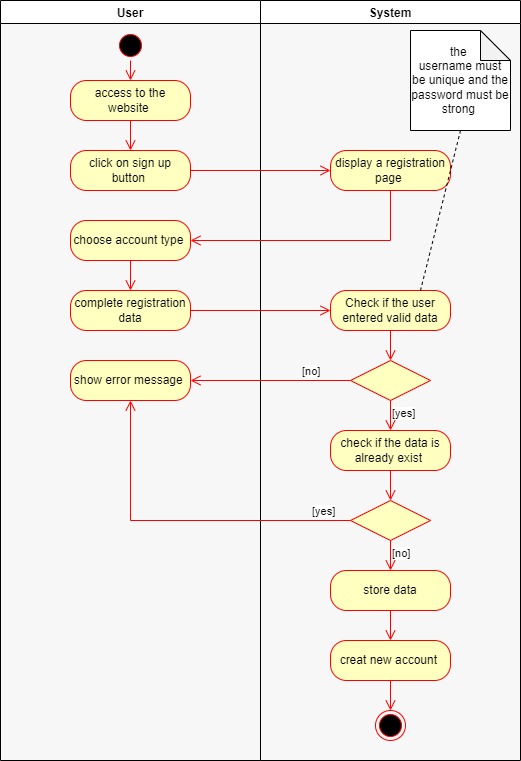 User
System
the
username must
be unique and the
password must be
strong
access to the
website
click on sign up
button
display a registration
page
choose account type
complete registration
data
Check if the user
entered valid data
show error message
[no]
[yes]
check if the data is
already exist
[yes]
[no]
store data
creat new account